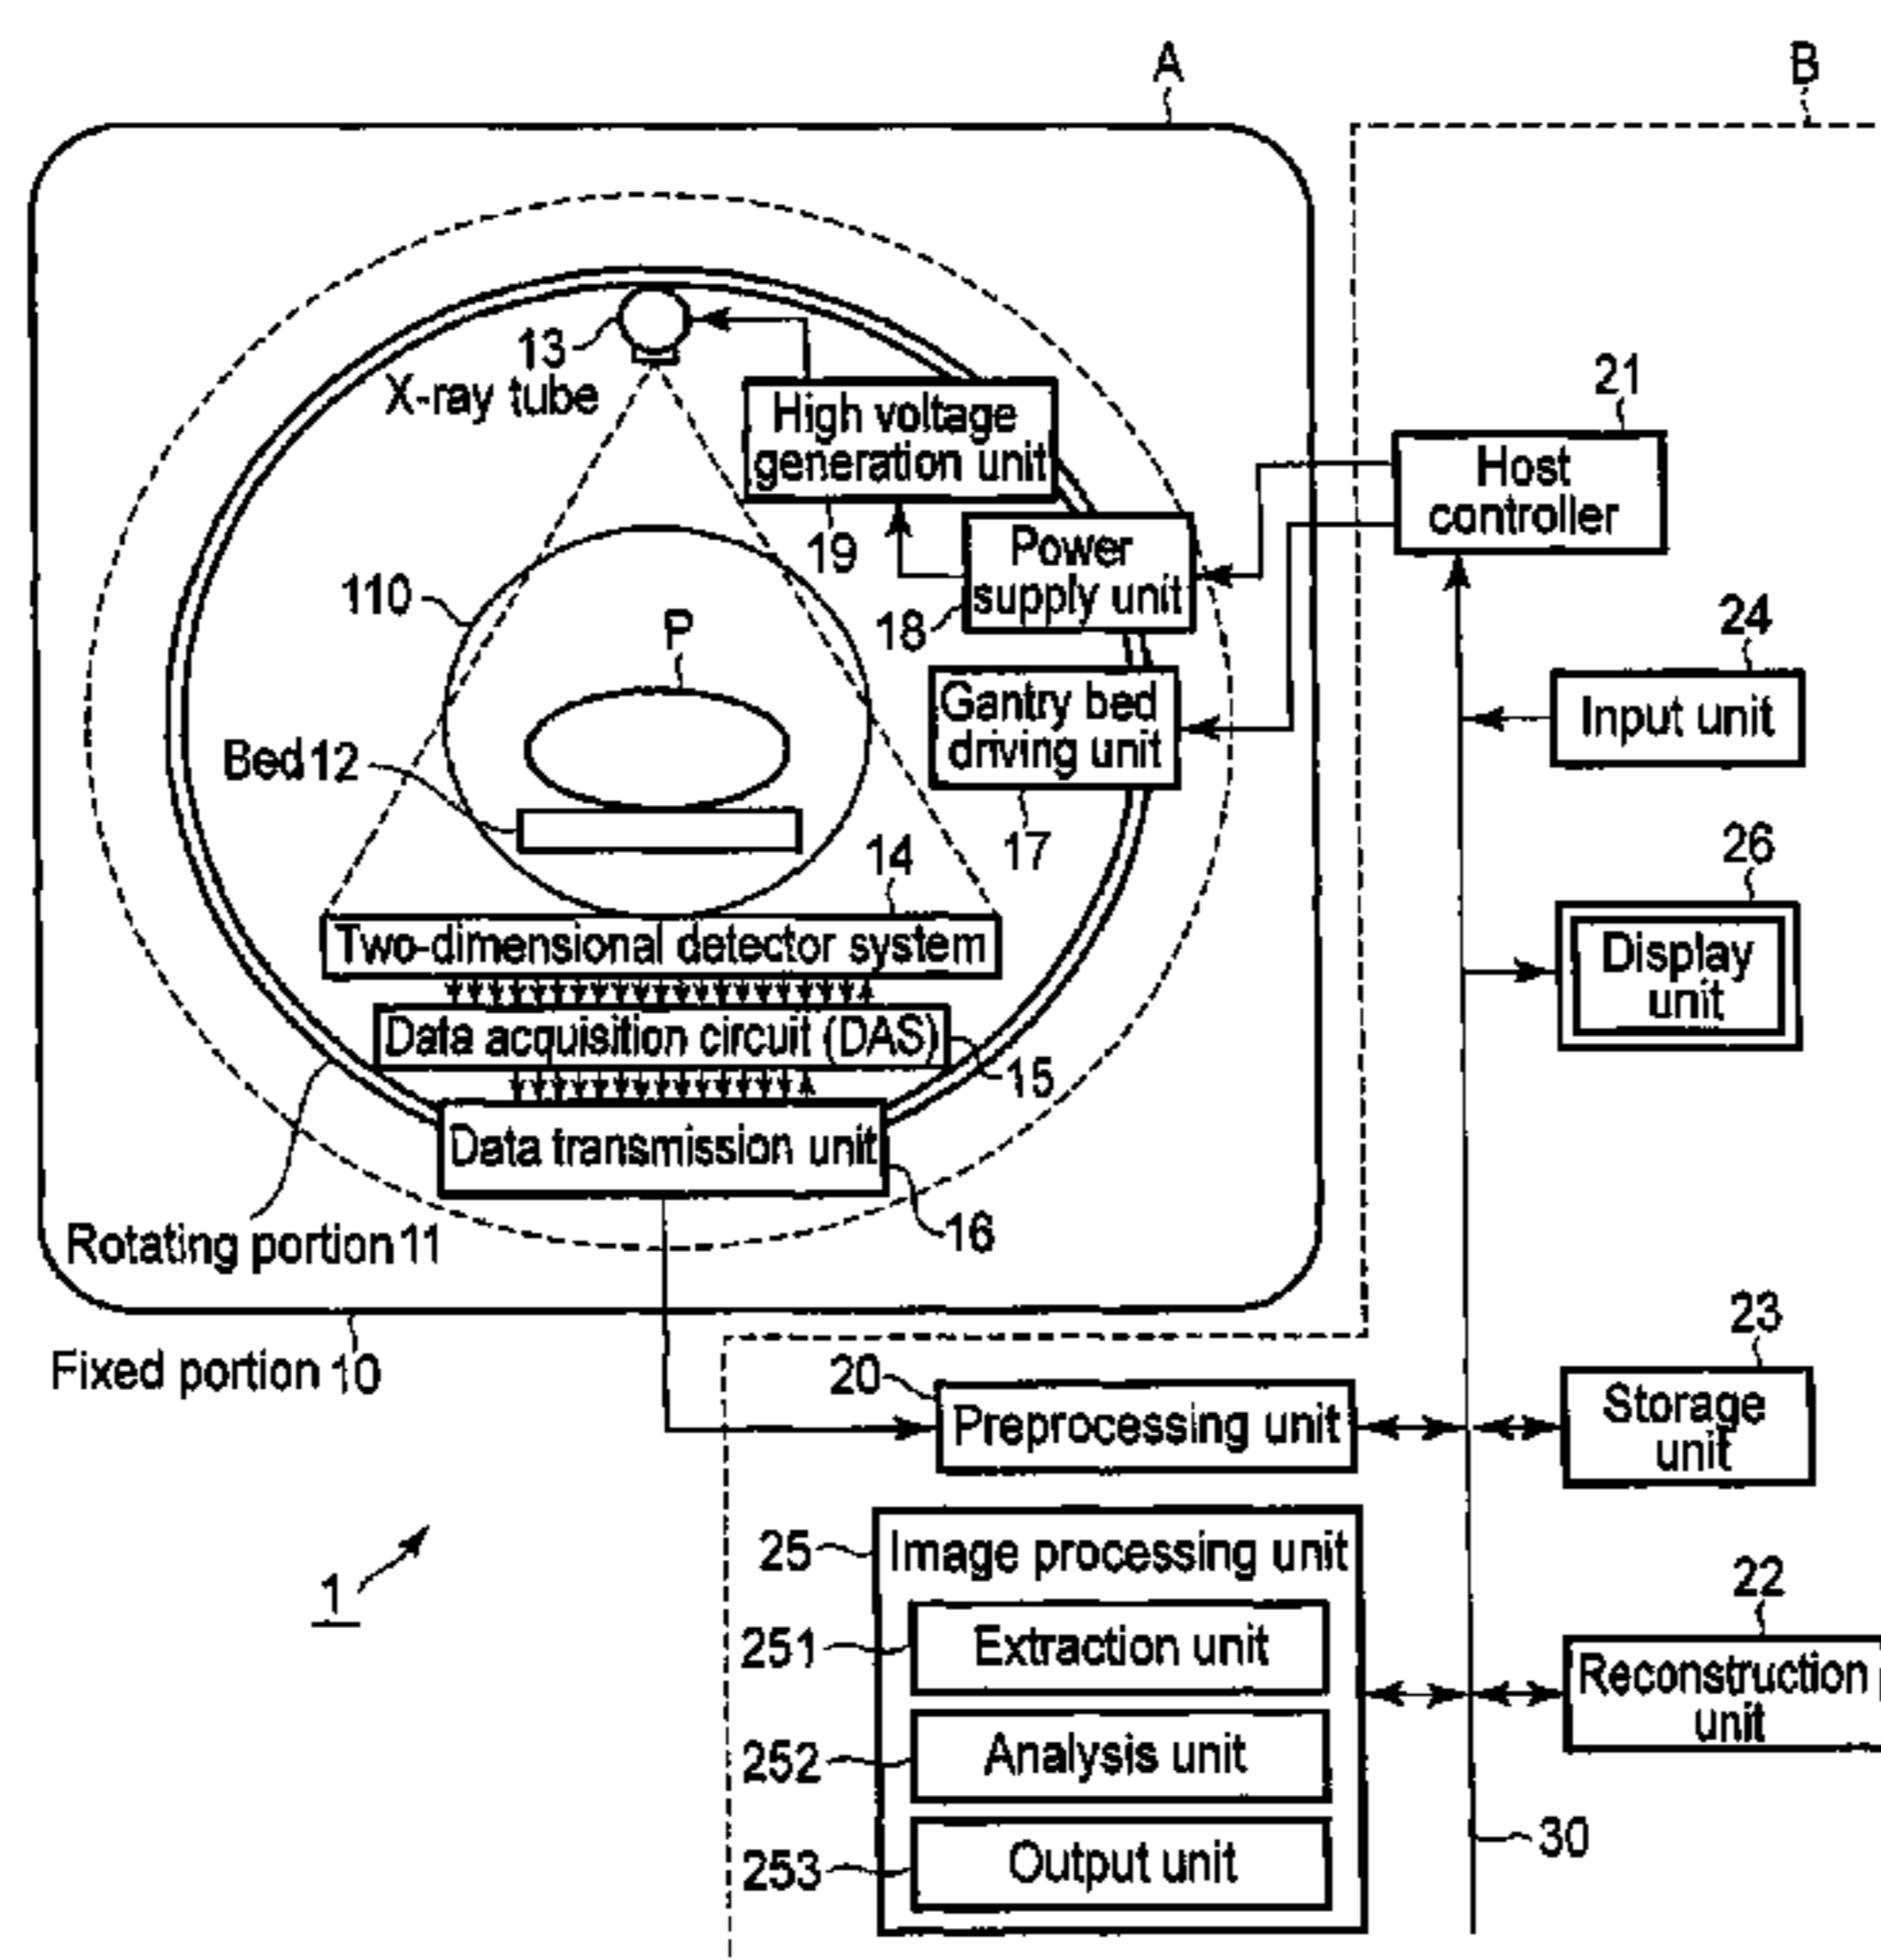 A
B
13
X-ray tube
High voltage
generation unit
19
21
Host
controller
110
Power
supply unit
18
P
24
Input unit
Gantry bed
driving unit
17
Bed 12
26
Display
unit
14
Two-dimensional detector system
Data acquisition circuit (DAS)
15
Data transmission unit
16
Rotating portion 11
Fixed portion 10
20
Preprocessing unit
23
Storage
unit
1
25
Image processing unit
251
Extraction unit
252
Analysis unit
253
Output unit
22
Reconstruction
unit
30